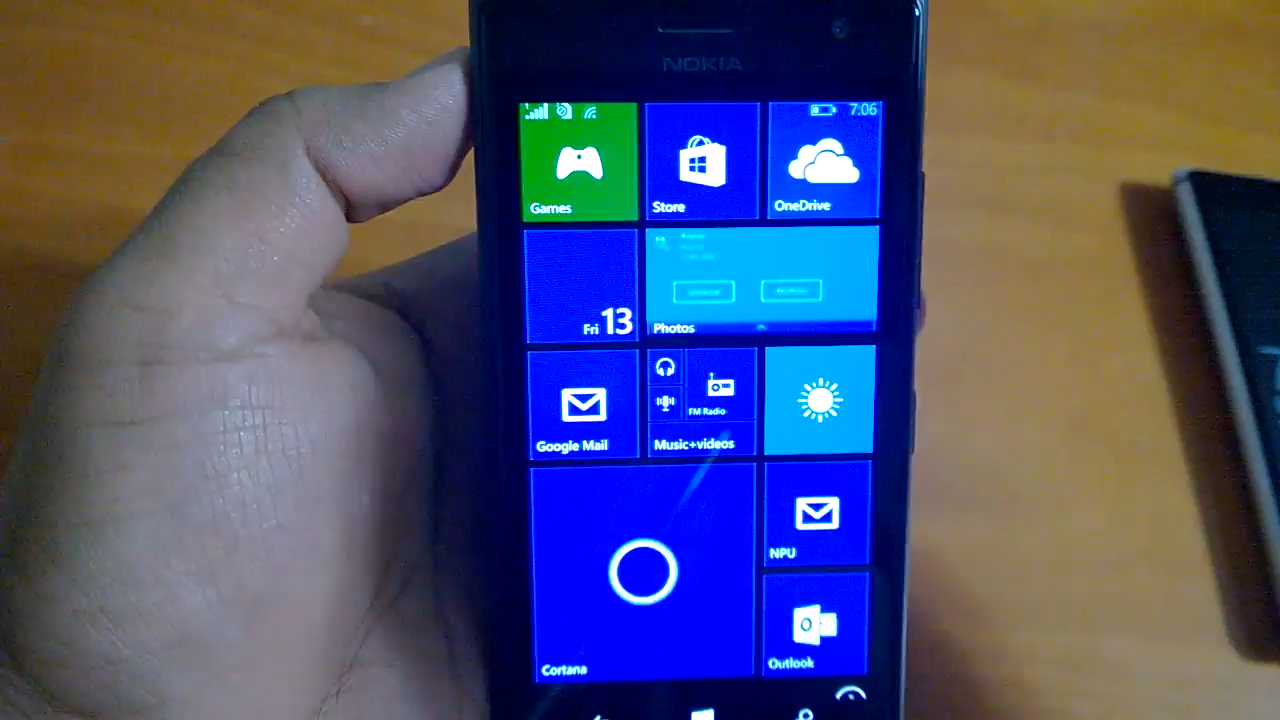 NOKIA
7:06
Games
Store
OneDrive
Fri 13
Photos
Google Mail
FM Radio
Music+videos
NPU
Cortana
Outlook